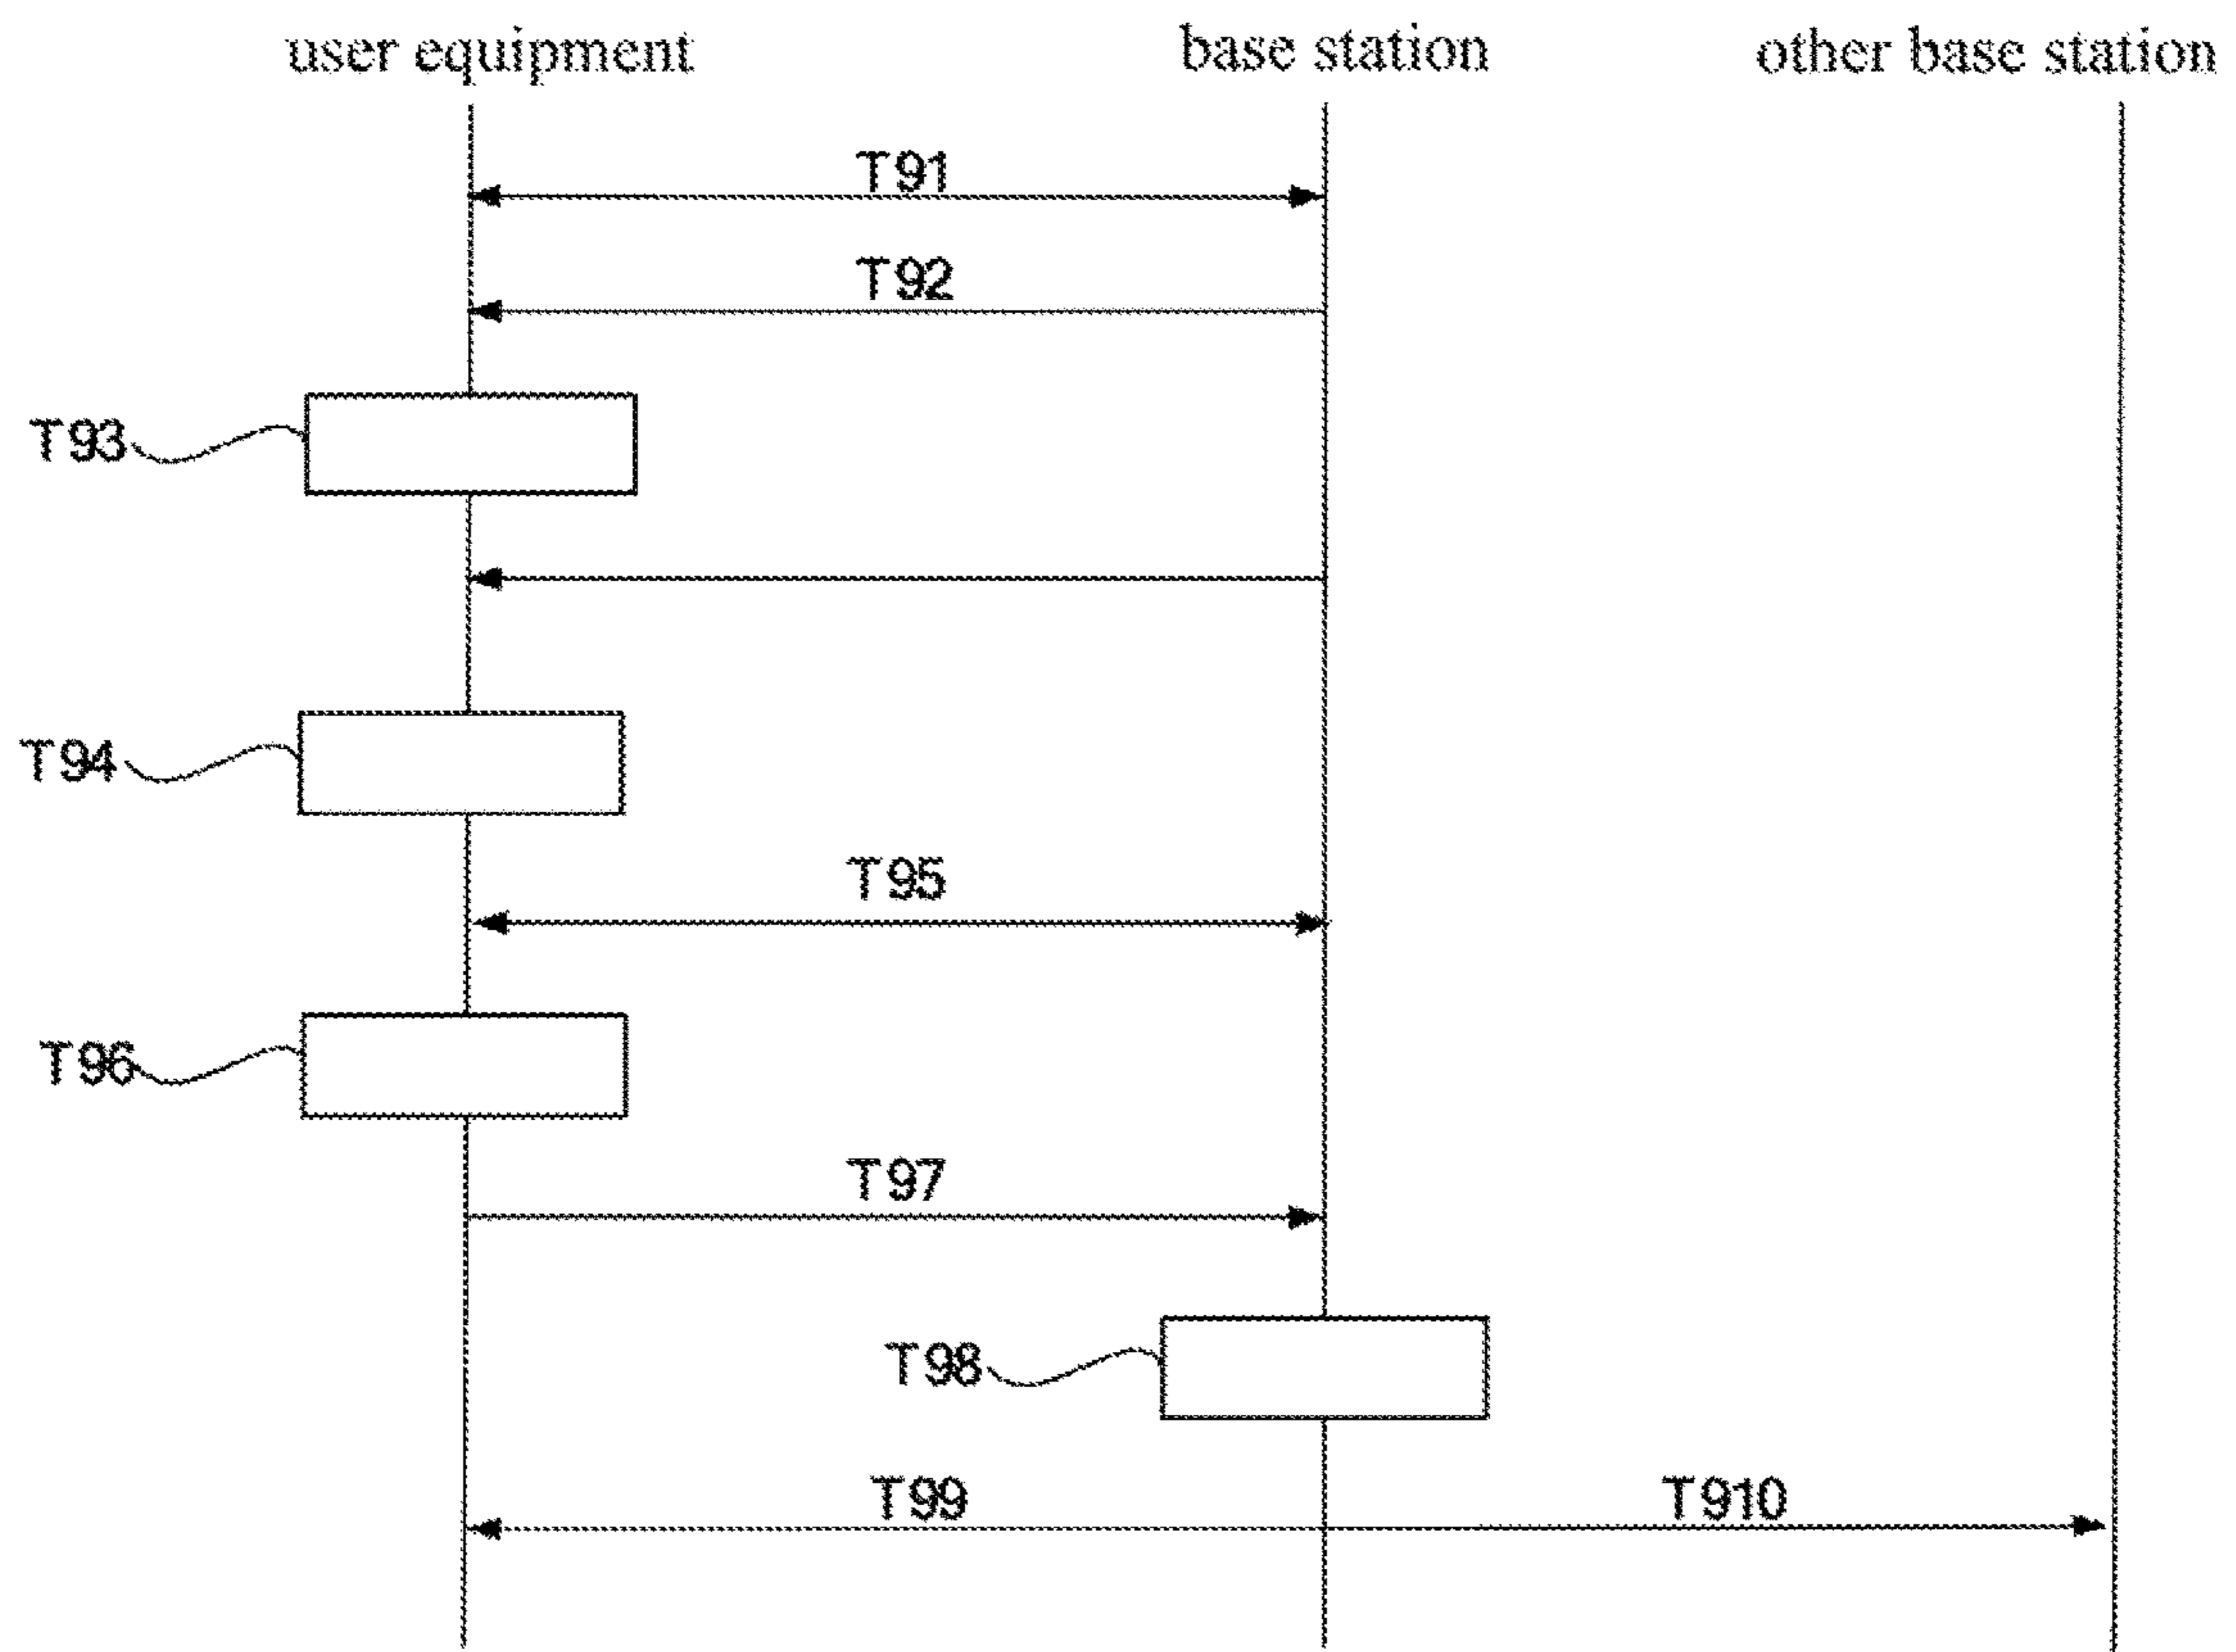 user equipment
base station
other base station
T91
T92
T93
T94
T95
T96
T97
T98
T99
T910